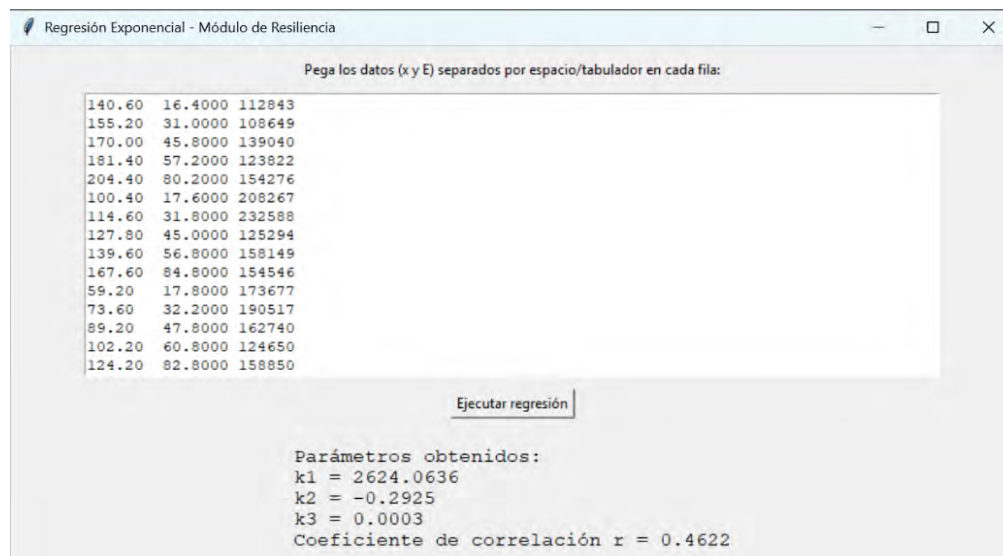 Regresión Exponencial - Módulo de Resiliencia
Pega los datos (x y E) separados por espacio/tabulador en cada fila:
140.60 16.4000 112843
155.20 31.0000 108649
170.00 45.8000 139040
181.40 57.2000 123822
204.40 80.2000 154276
100.40 17.6000 208267
114.60 31.8000 232588
127.80 45.0000 125294
139.60 56.8000 158149
167.60 84.8000 154546
59.20 17.8000 173677
73.60 32.2000 190517
89.20 47.8000 162740
102.20 60.8000 124650
124.20 82.8000 158850
Ejecutar regresión
Parámetros obtenidos:
k1 = 2624.0636
k2 = -0.2925
k3 = 0.0003
Coeficiente de correlación r = 0.4622